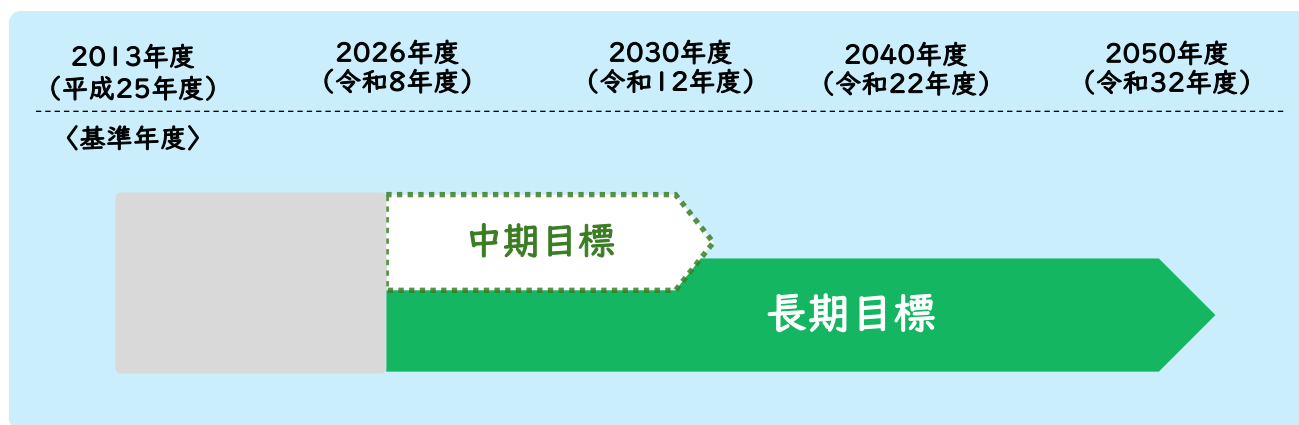 2013年度
(平成25年度)
2026年度
(令和8年度)
2030年度
(令和12年度)
2040年度
(令和22年度)
2050年度
(令和32年度)
〈基準年度〉
中期目標
長期目標